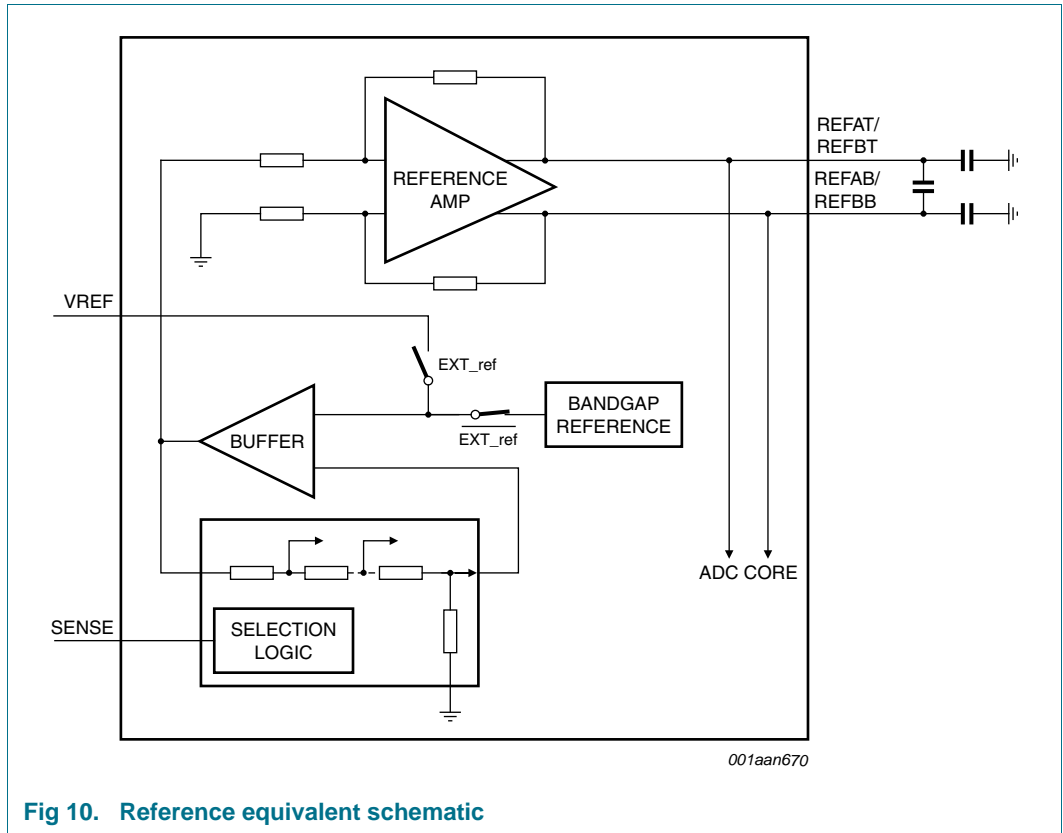 REFERENCE
AMP
REFAT/
REFBT
REFAB/
REFBB
VREF
EXT_ref
BUFFER
EXT_ref
BANDGAP
REFERENCE
ADC CORE
SENSE
SELECTION
LOGIC
001aan670
Fig 10. Reference equivalent schematic